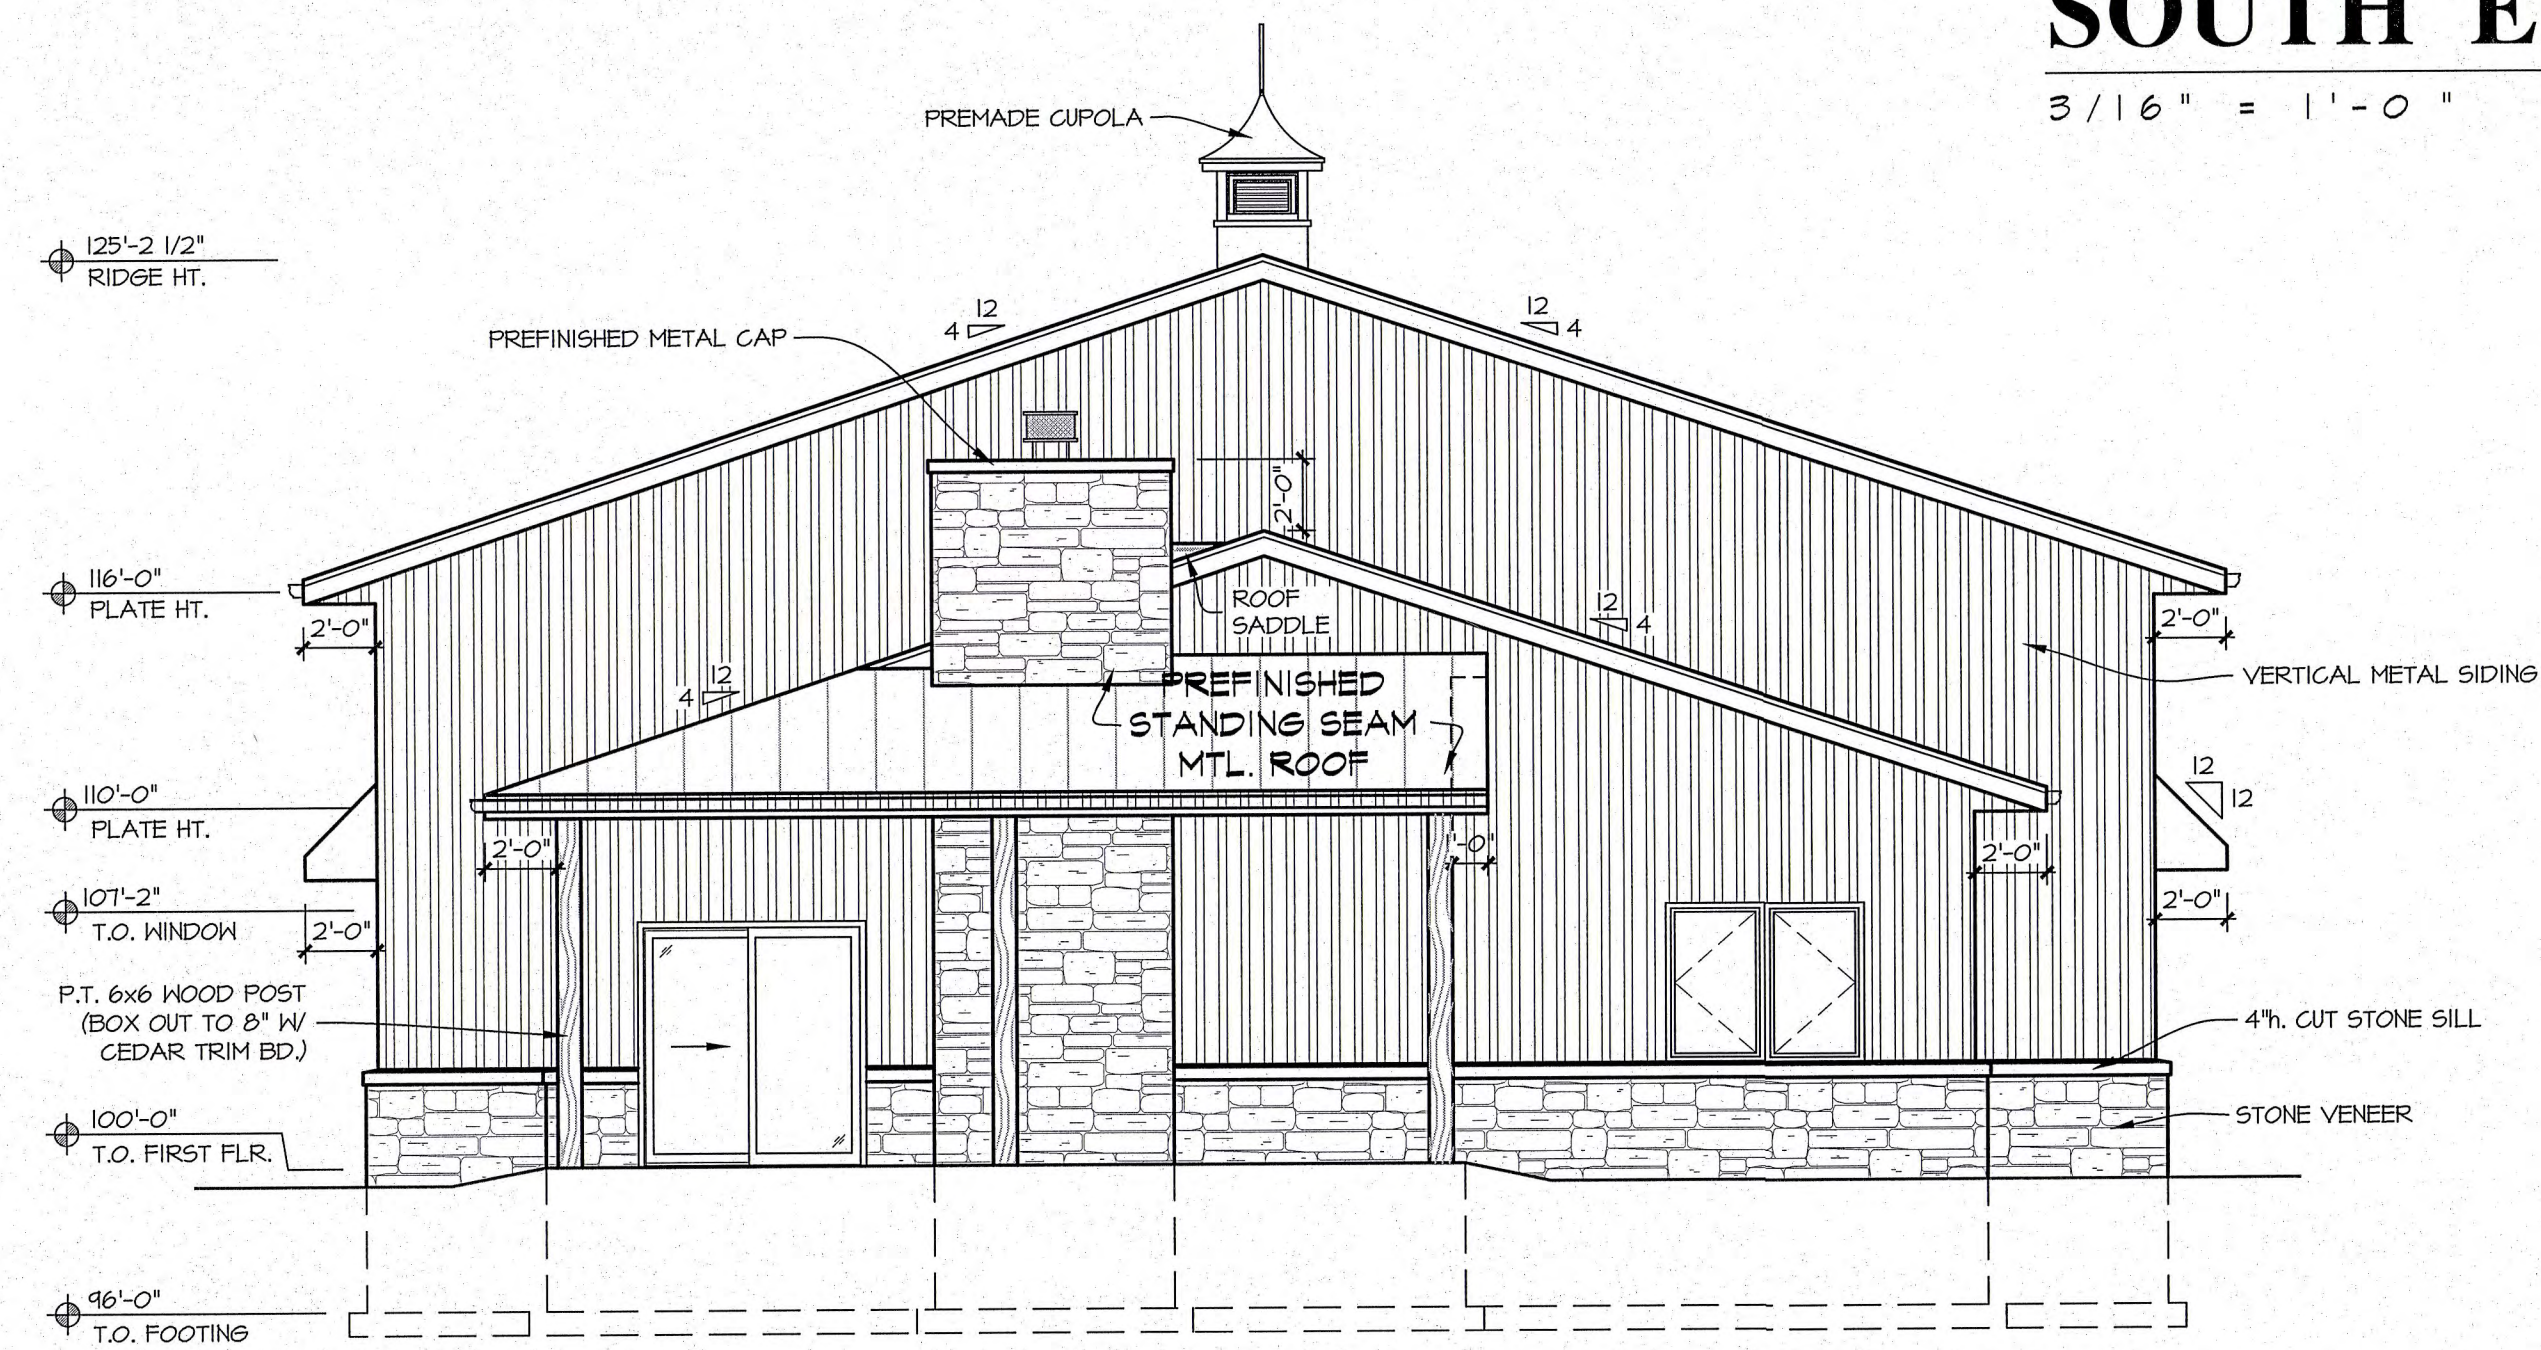 SOUTH E
3/16" = 1'-0"
PREMADE CUPOLA
125'-2 1/2"
RIDGE HT.
12
4
12
4
PREFINISHED METAL CAP
2'-0"
116'-0"
PLATE HT.
2'-0"
ROOF
SADDLE
12
4
2'-0"
VERTICAL METAL SIDING
12
4
PREFINISHED
STANDING SEAM
MTL. ROOF
12
12
110'-0"
PLATE HT.
2'-0"
'-0"
2'-0"
107'-2"
T.O. WINDOW
2'-0"
2'-0"
P.T. 6x6 WOOD POST
(BOX OUT TO 8" W/
CEDAR TRIM BD.)
4"h. CUT STONE SILL
100'-0"
T.O. FIRST FLR.
STONE VENEER
96'-0"
T.O. FOOTING